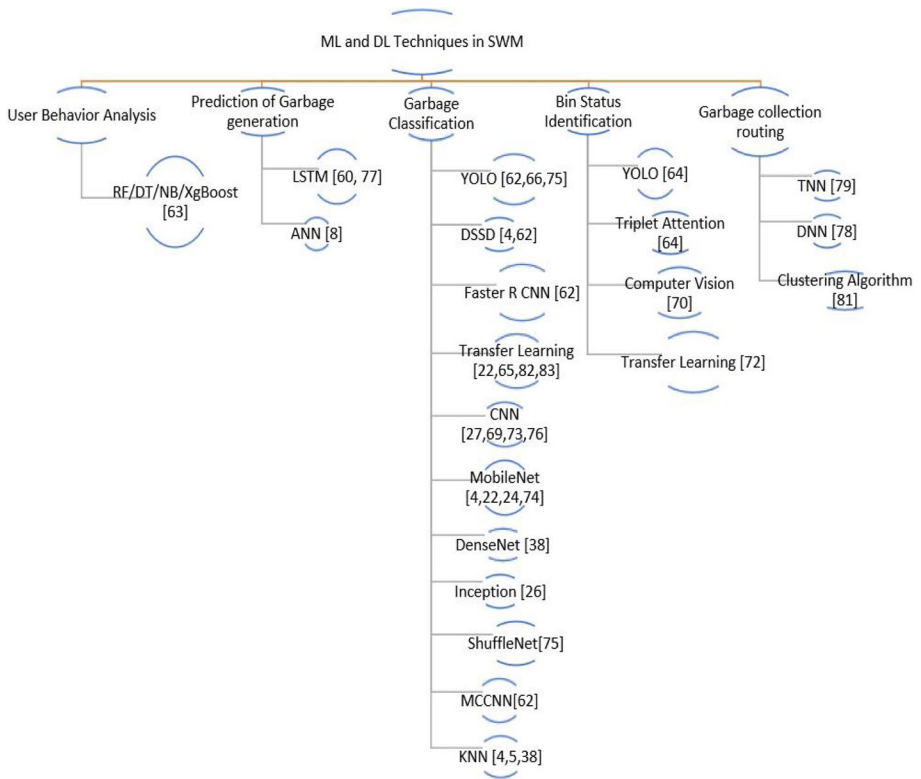 ML and DL Techniques in SWM
User Behavior Analysis
RF/DT/NB/XgBoost
[63]
Prediction of Garbage
generation
LSTM [60, 77]
ANN [8]
Garbage
Classification
YOLO [62,66,75]
DSSD [4,62]
Faster R CNN [62]
Transfer Learning
[22,65,82,83]
CNN
[27,69,73,76]
MobileNet
[4,22,24,74]
DenseNet [38]
Inception [26]
ShuffleNet[75]
MCCNN[62]
KNN [4,5,38]
Bin Status
Identification
YOLO [64]
Triplet Attention
[64]
Computer Vision
[70]
Transfer Learning [72]
Garbage collection
routing
TNN [79]
DNN [78]
Clustering Algorithm
[81]